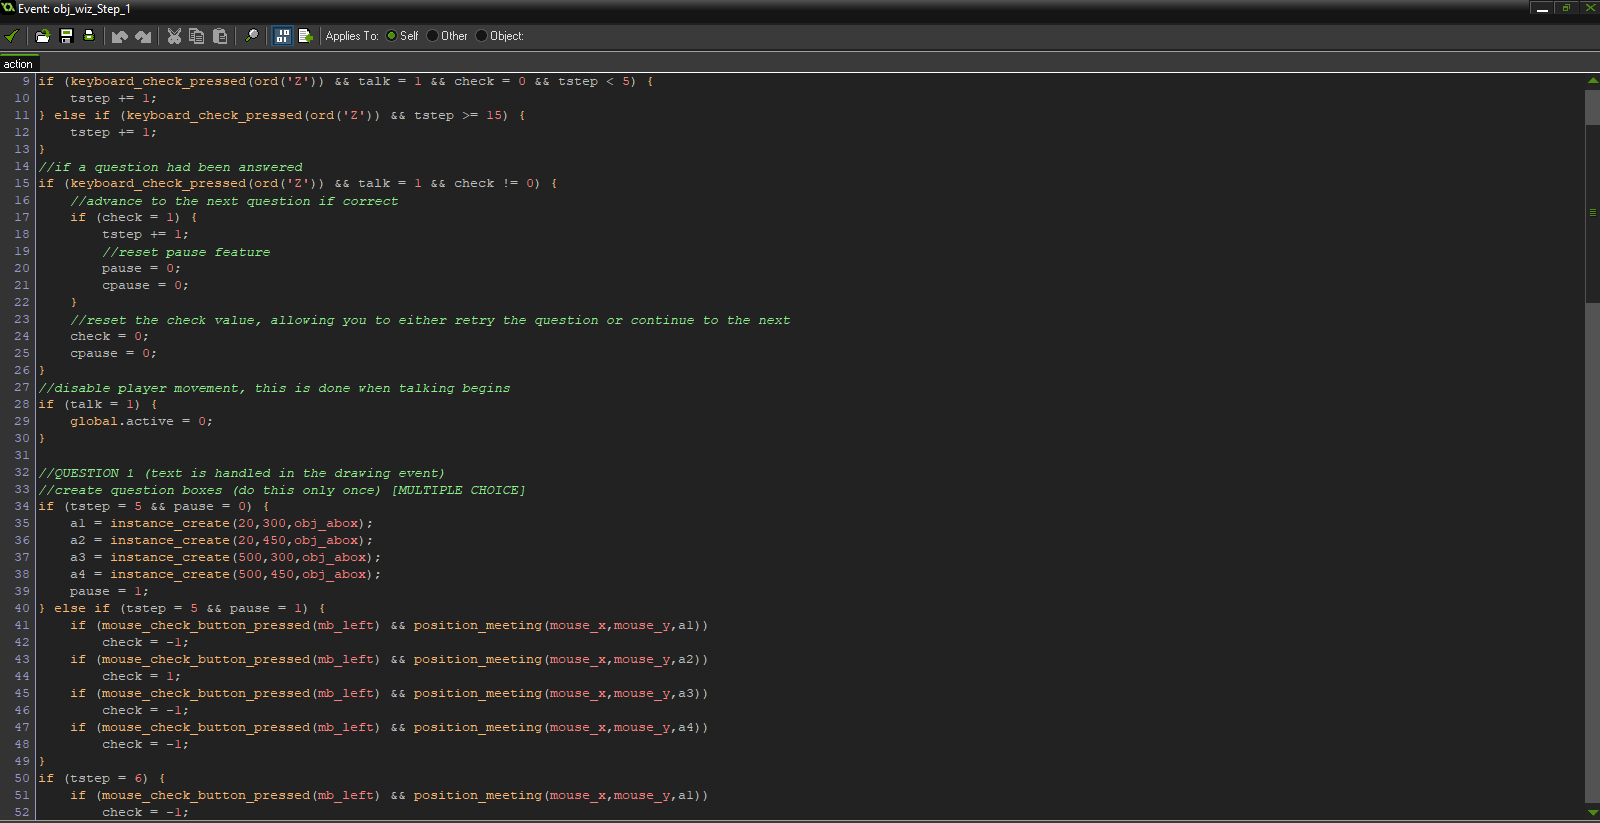 Event: obj_wiz_Step_1
Applies To: Self Other Object:
action
9 if (keyboard_check_pressed(ord('Z')) && talk = 1 && check = 0 && tstep < 5) {
10 tstep += 1;
11 } else if (keyboard_check_pressed(ord('Z')) && tstep >= 15) {
12 tstep += 1;
13 }
14 //if a question had been answered
15 if (keyboard_check_pressed(ord('Z')) && talk = 1 && check != 0) {
16 //advance to the next question if correct
17 if (check = 1) {
18 tstep += 1;
19 //reset pause feature
20 pause = 0;
21 cpause = 0;
22 }
23 //reset the check value, allowing you to either retry the question or continue to the next
24 check = 0;
25 cpause = 0;
26 }
27 //disable player movement, this is done when talking begins
28 if (talk = 1) {
29 global.active = 0;
30 }
31
32 //QUESTION 1 (text is handled in the drawing event)
33 //create question boxes (do this only once) [MULTIPLE CHOICE]
34 if (tstep = 5 && pause = 0) {
35 a1 = instance_create(20,300,obj_abox);
36 a2 = instance_create(20,450,obj_abox);
37 a3 = instance_create(500,300,obj_abox);
38 a4 = instance_create(500,450,obj_abox);
39 pause = 1;
40 } else if (tstep = 5 && pause = 1) {
41 if (mouse_check_button_pressed(mb_left) && position_meeting(mouse_x,mouse_y,a1))
42 check = -1;
43 if (mouse_check_button_pressed(mb_left) && position_meeting(mouse_x,mouse_y,a2))
44 check = 1;
45 if (mouse_check_button_pressed(mb_left) && position_meeting(mouse_x,mouse_y,a3))
46 check = -1;
47 if (mouse_check_button_pressed(mb_left) && position_meeting(mouse_x,mouse_y,a4))
48 check = -1;
49 }
50 if (tstep = 6) {
51 if (mouse_check_button_pressed(mb_left) && position_meeting(mouse_x,mouse_y,a1))
52 check = -1;